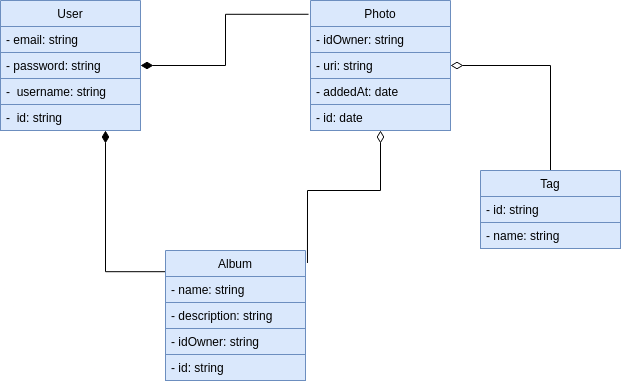 User
- email: string
- password: string
-  username: string
-  id: string
Photo
- idOwner: string
- uri: string
- addedAt: date
- id: date
Tag
- id: string
- name: string
Album
- name: string
- description: string
- idOwner: string
- id: string